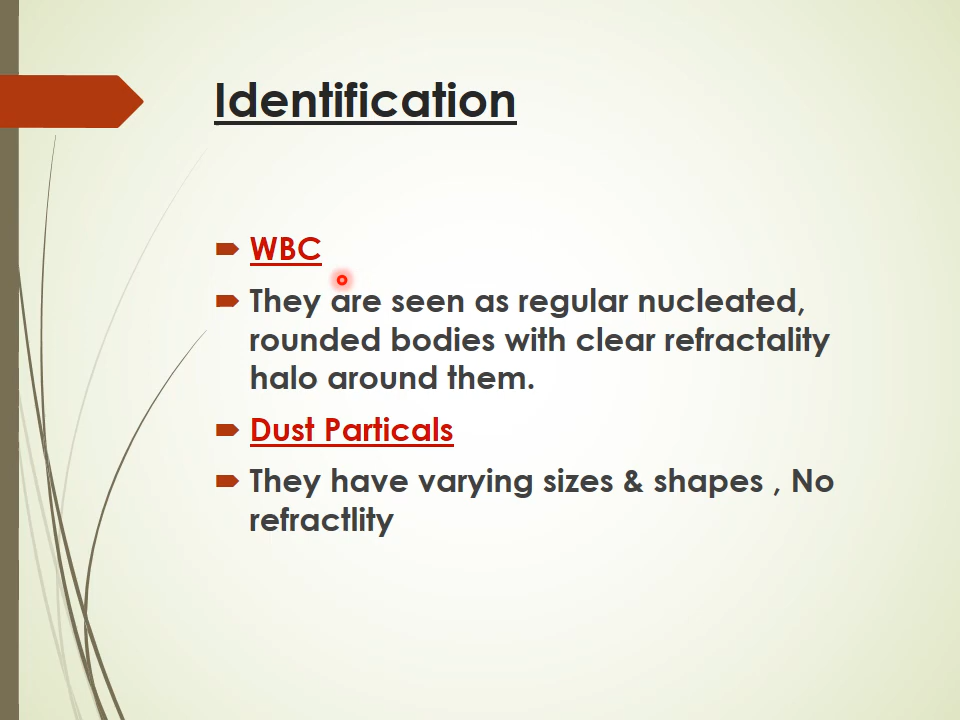 Identification
WBC
They are seen as regular nucleated,
rounded bodies with clear refractality
halo around them.
Dust Particals
They have varying sizes & shapes , No
refractlity